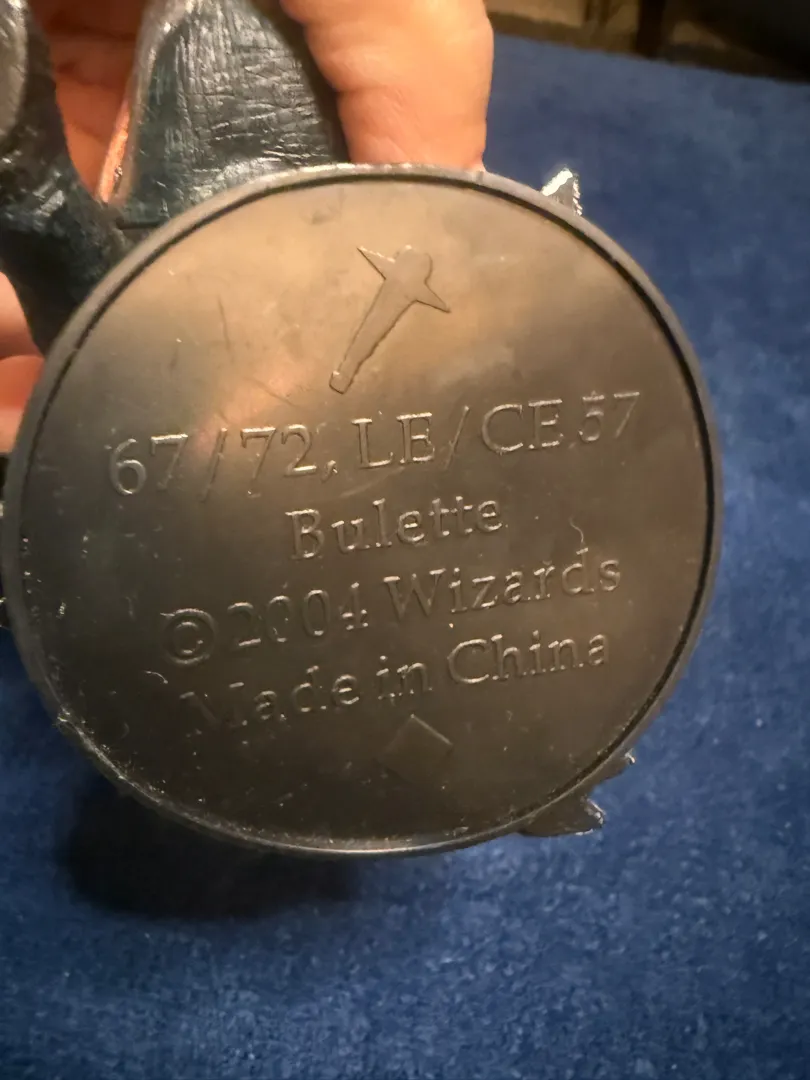 67/72, LE/CE 57
Bulette
©2004 Wizards
Made in China